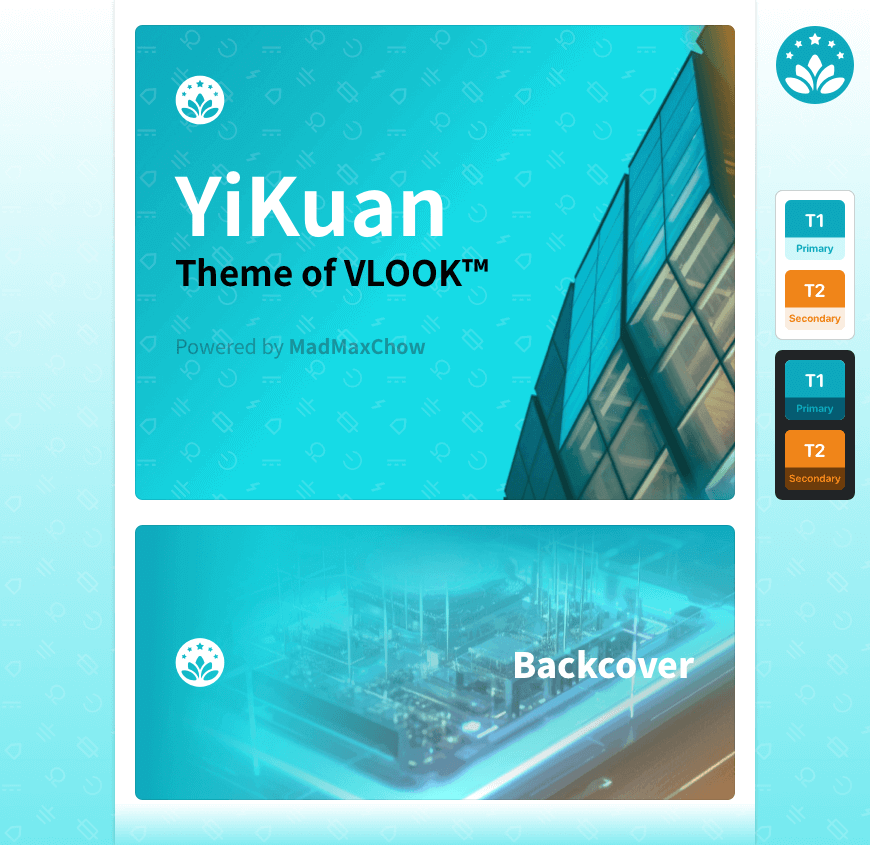 YiKuan
Theme of VLOOK™
Powered by MadMaxChow
Backcover
T1
Primary
T2
Secondary
T1
Primary
T2
Secondary